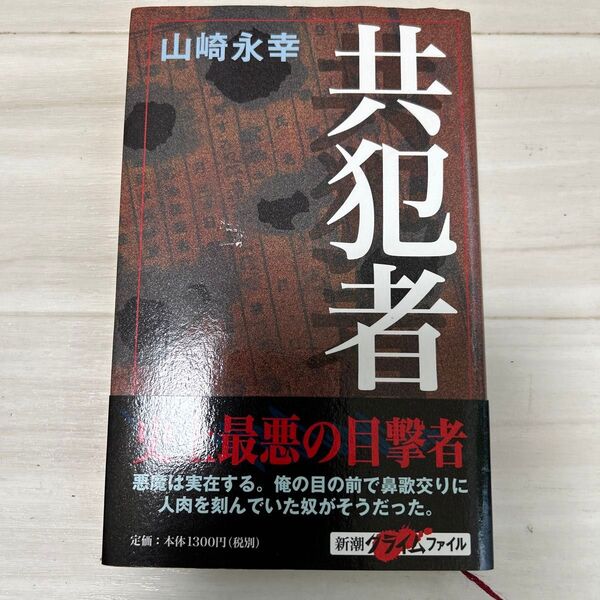 山崎永幸
共犯者
史上最悪の目撃者
悪魔は実在する。俺の目の前で鼻歌交りに
人肉を刻んでいた奴がそうだった。
定価：本体1300円（税別）
新潮クライムファイル